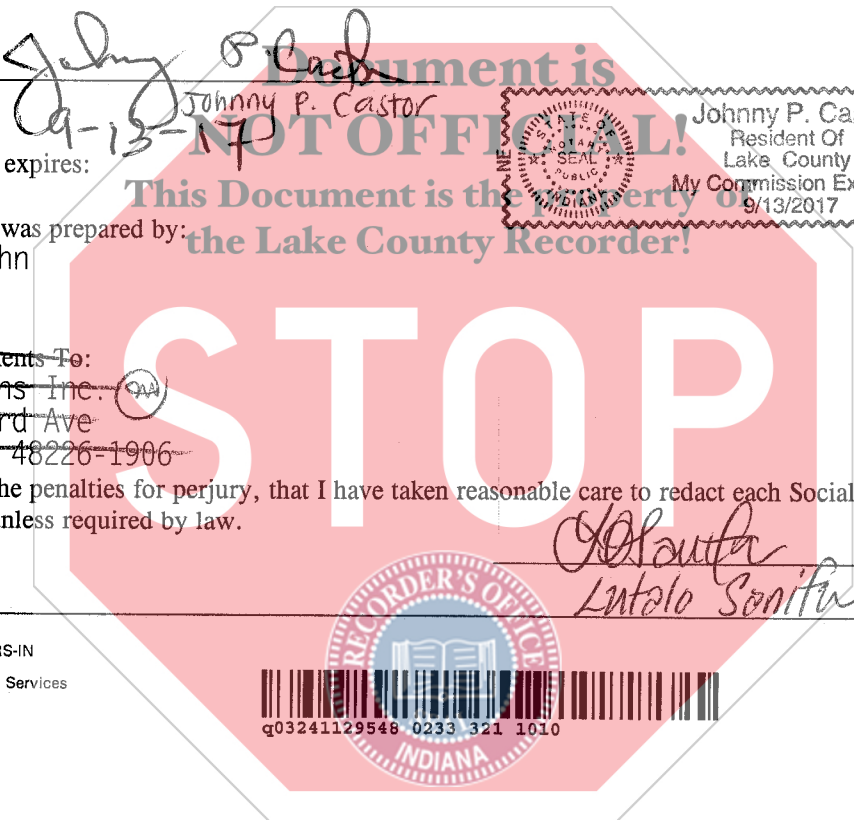 Document is
Johnny P. Castor
9-13-17
NOT OFFICIAL!
Johnny P. Ca
Resident Of
Lake County
My Commission Ex
9/13/2017
STATE OF
NOTARY
SEAL
PUBLIC
INDIANA
expires:
This Document is the property of
the Lake County Recorder!
was prepared by:
hn
STOP
ents To:
ns Inc.
rd Ave
48226-1906
he penalties for perjury, that I have taken reasonable care to redact each Social
nless required by law.
Lutalo Sanifu
RECORDER'S OFFICE
INDIANA
RS-IN
Services
q03241129548 0233 321 1010